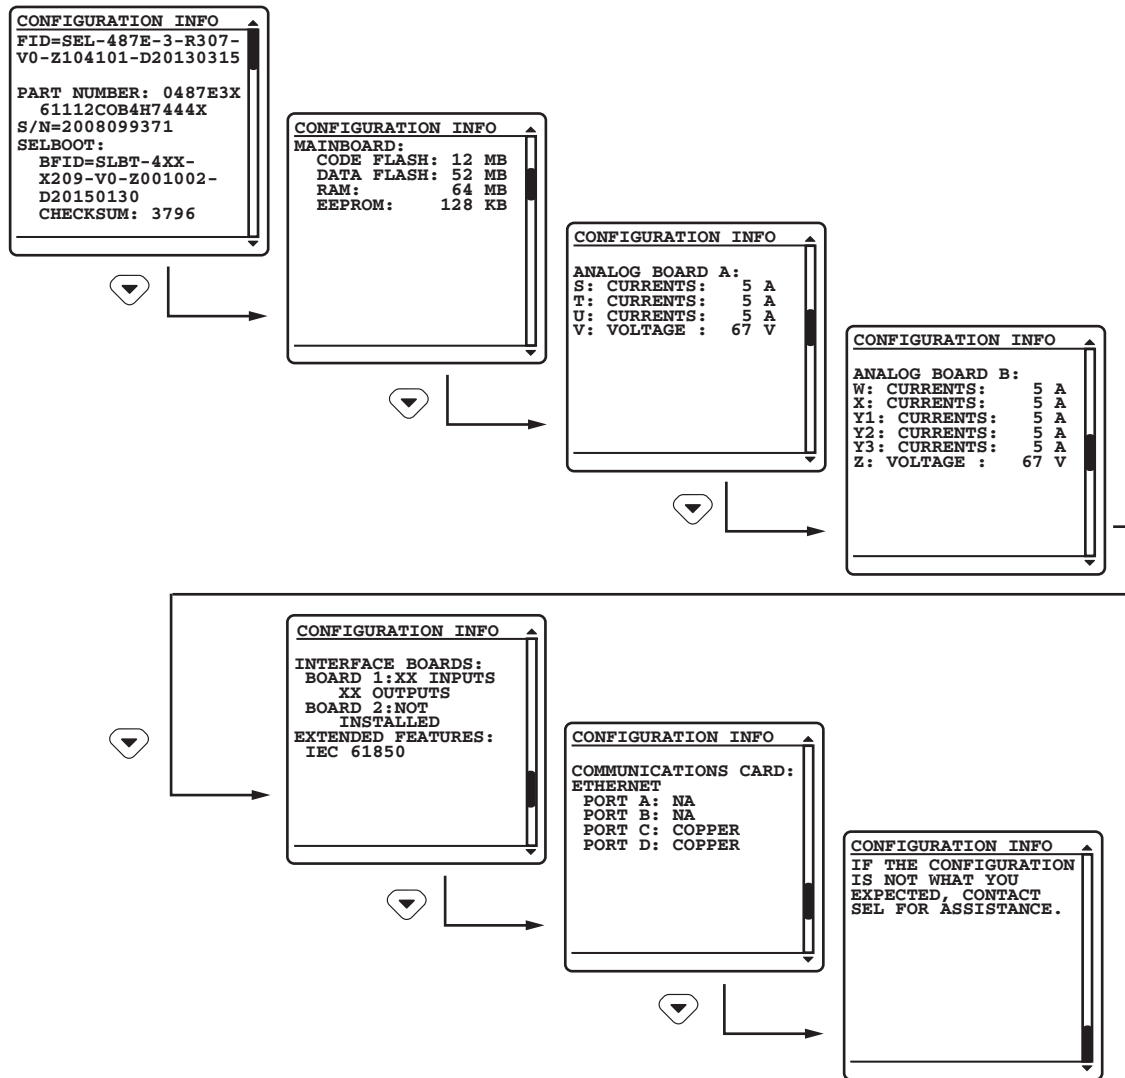 CONFIGURATION INFO
FID=SEL-487E-3-R307-
V0-Z104101-D20130315
PART NUMBER: 0487E3X
61112COB4H7444X
S/N=2008099371
SELBOOT:
BFID=SLBT-4XX-
X209-V0-Z001002-
D20150130
CHECKSUM: 3796
CONFIGURATION INFO
MAINBOARD:
CODE FLASH: 12 MB
DATA FLASH: 52 MB
RAM: 64 MB
EEPROM: 128 KB
CONFIGURATION INFO
ANALOG BOARD A:
S: CURRENTS: 5 A
T: CURRENTS: 5 A
U: CURRENTS: 5 A
V: VOLTAGE : 67 V
CONFIGURATION INFO
ANALOG BOARD B:
W: CURRENTS: 5 A
X: CURRENTS: 5 A
Y1: CURRENTS: 5 A
Y2: CURRENTS: 5 A
Y3: CURRENTS: 5 A
Z: VOLTAGE : 67 V
CONFIGURATION INFO
INTERFACE BOARDS:
BOARD 1:XX INPUTS
XX OUTPUTS
BOARD 2:NOT
INSTALLED
EXTENDED FEATURES:
IEC 61850
CONFIGURATION INFO
COMMUNICATIONS CARD:
ETHERNET
PORT A: NA
PORT B: NA
PORT C: COPPER
PORT D: COPPER
CONFIGURATION INFO
IF THE CONFIGURATION
IS NOT WHAT YOU
EXPECTED, CONTACT
SEL FOR ASSISTANCE.